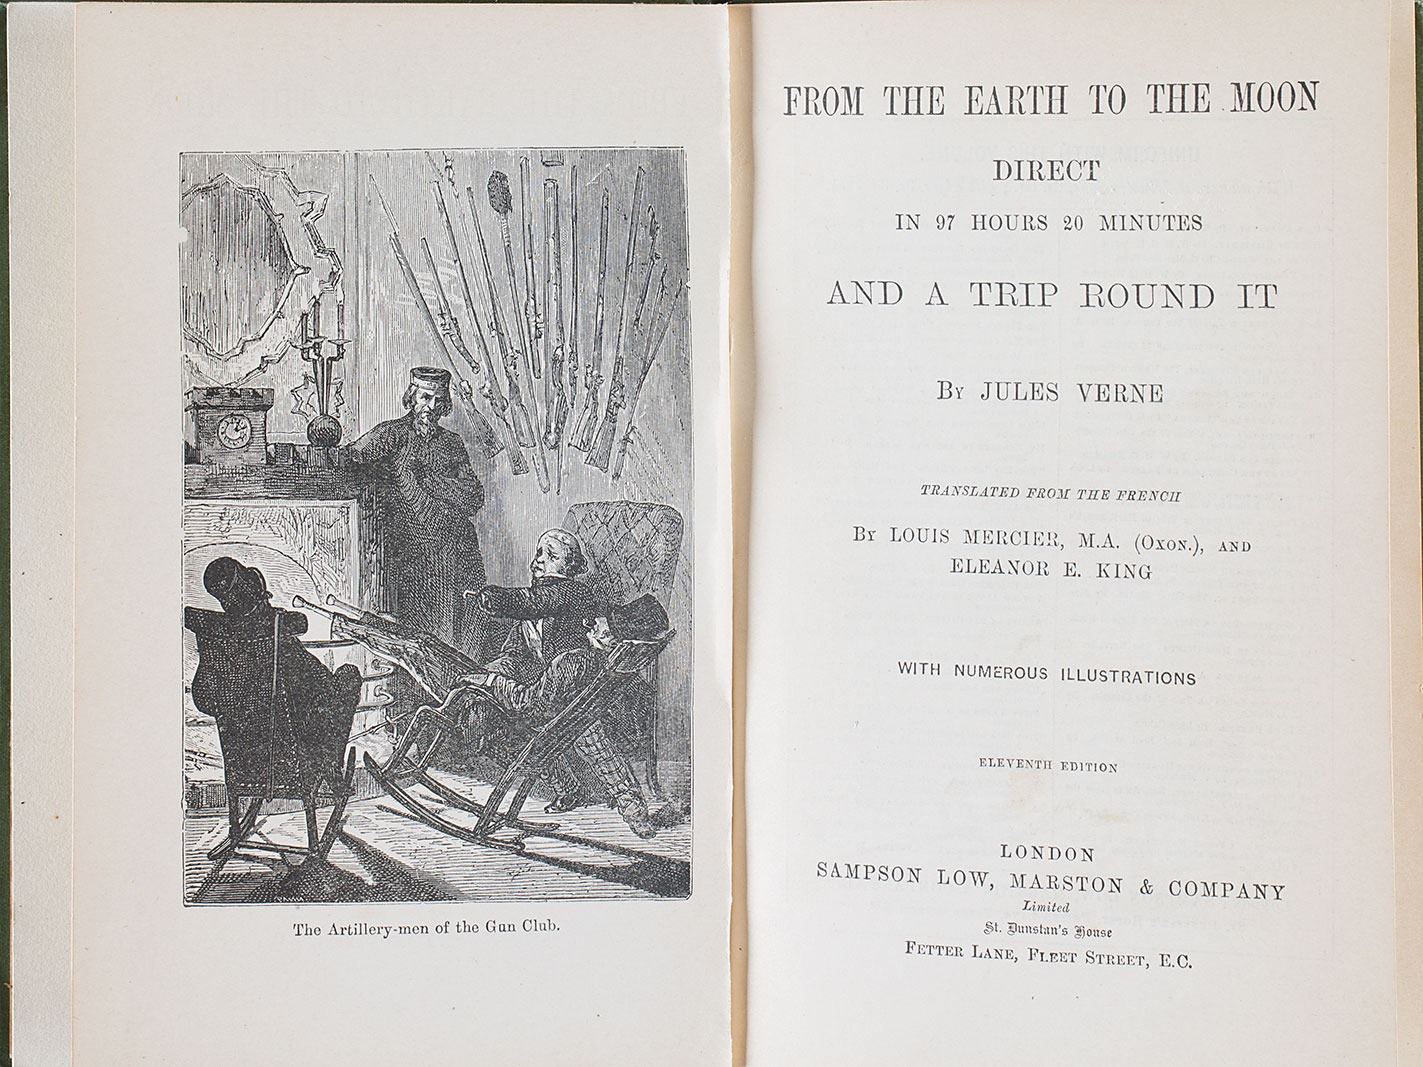 The Artillery-men of the Gun Club.
FROM THE EARTH TO THE MOON
DIRECT
IN 97 HOURS 20 MINUTES
AND A TRIP ROUND IT
BY JULES VERNE
TRANSLATED FROM THE FRENCH
BY LOUIS MERCIER, M.A. (OXON.), AND
ELEANOR E. KING
WITH NUMEROUS ILLUSTRATIONS
ELEVENTH EDITION
LONDON
SAMPSON LOW, MARSTON & COMPANY
Limited
St. Dunstan's House
FETTER LANE, FLEET STREET, E.C.